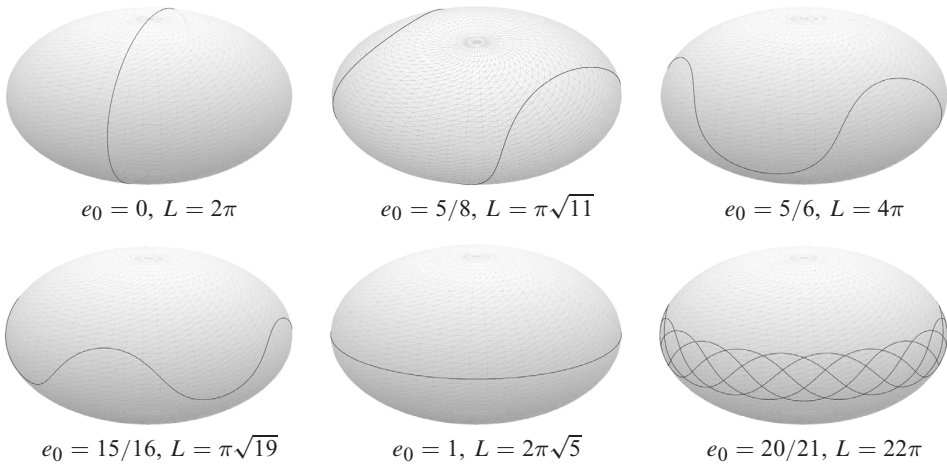 e₀ = 0, L = 2π
e₀ = 5/8, L = π√11
e₀ = 5/6, L = 4π
e₀ = 15/16, L = π√19
e₀ = 1, L = 2π√5
e₀ = 20/21, L = 22π